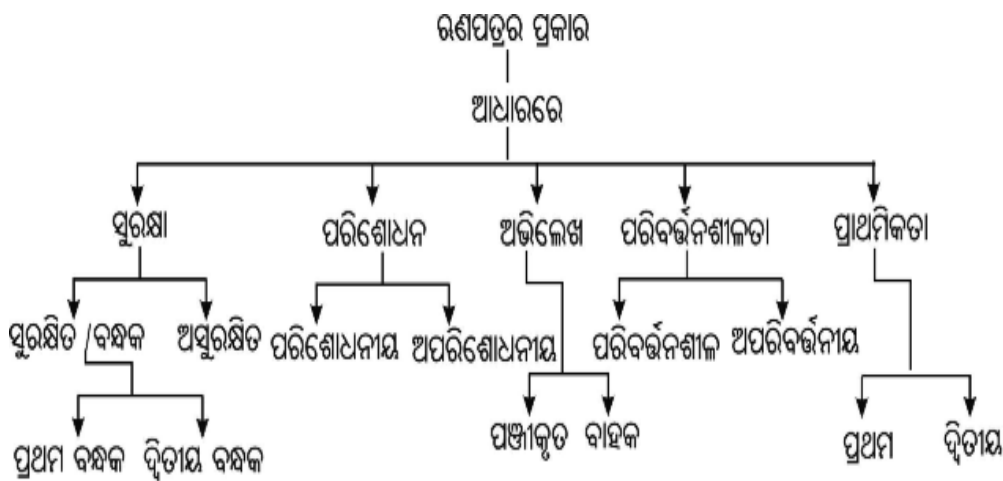 ଋଣପତ୍ରର ପ୍ରକାର
ଆଧାରରେ
ସୁରକ୍ଷା ପରିଶୋଧନ ଅଭିଲେଖ ପରିବର୍ତ୍ତନଶୀଳତା ପ୍ରାଥମିକତା
ସୁରକ୍ଷିତ /ବନ୍ଧକ ଅସୁରକ୍ଷିତ ପରିଶୋଧନୀୟ ଅପରିଶୋଧନୀୟ ପରିବର୍ତ୍ତନଶୀଳ ଅପରିବର୍ତ୍ତନୀୟ
ପ୍ରଥମ ବନ୍ଧକ ଦ୍ୱିତୀୟ ବନ୍ଧକ ପଞ୍ଜୀକୃତ ବାହକ ପ୍ରଥମ ଦ୍ୱିତୀୟ